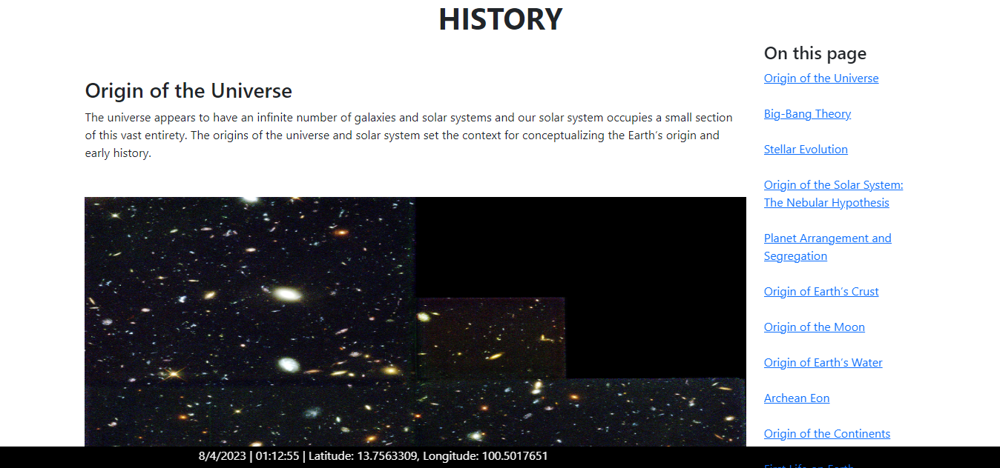 HISTORY
Origin of the Universe
The universe appears to have an infinite number of galaxies and solar systems and our solar system occupies a small section
of this vast entirety. The origins of the universe and solar system set the context for conceptualizing the Earth’s origin and
early history.
On this page
Origin of the Universe
Big-Bang Theory
Stellar Evolution
Origin of the Solar System:
The Nebular Hypothesis
Planet Arrangement and
Segregation
Origin of Earth’s Crust
Origin of the Moon
Origin of Earth’s Water
Archean Eon
Origin of the Continents
First Life on Earth
8/4/2023 | 01:12:55 | Latitude: 13.7563309, Longitude: 100.5017651